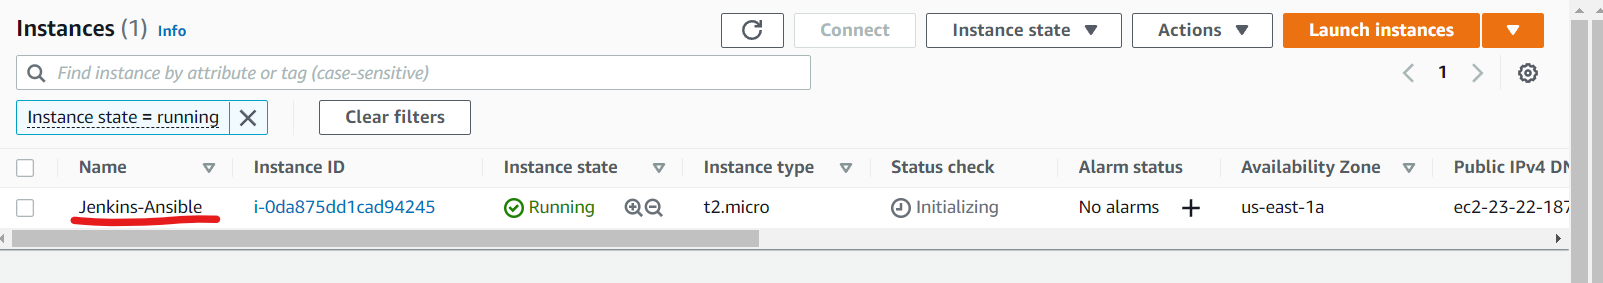 Instances (1) Info
Connect
Instance state
Actions
Launch instances
Find instance by attribute or tag (case-sensitive)
1
Instance state = running
Clear filters
Name Instance ID Instance state Instance type Status check Alarm status Availability Zone Public IPv4 DN
Jenkins-Ansible i-0da875dd1cad94245 Running t2.micro Initializing No alarms + us-east-1a ec2-23-22-187